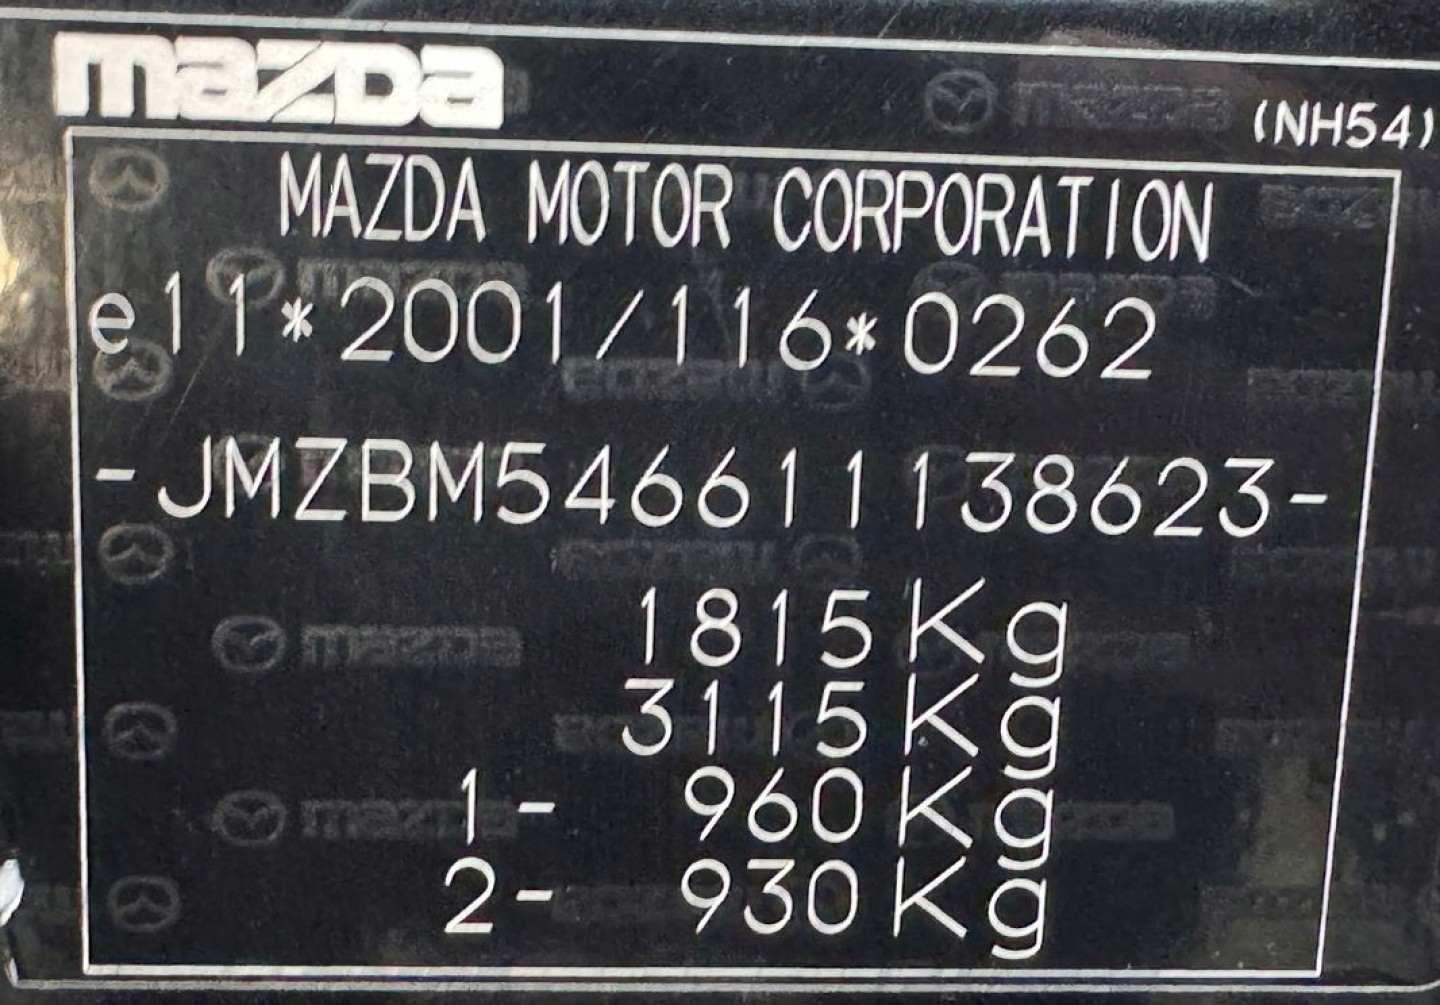 mazda
(NH54)
MAZDA MOTOR CORPORATION
e11*2001/116*0262
-JMZBM546611138623-
1815Kg
3115Kg
1- 960Kg
2- 930Kg